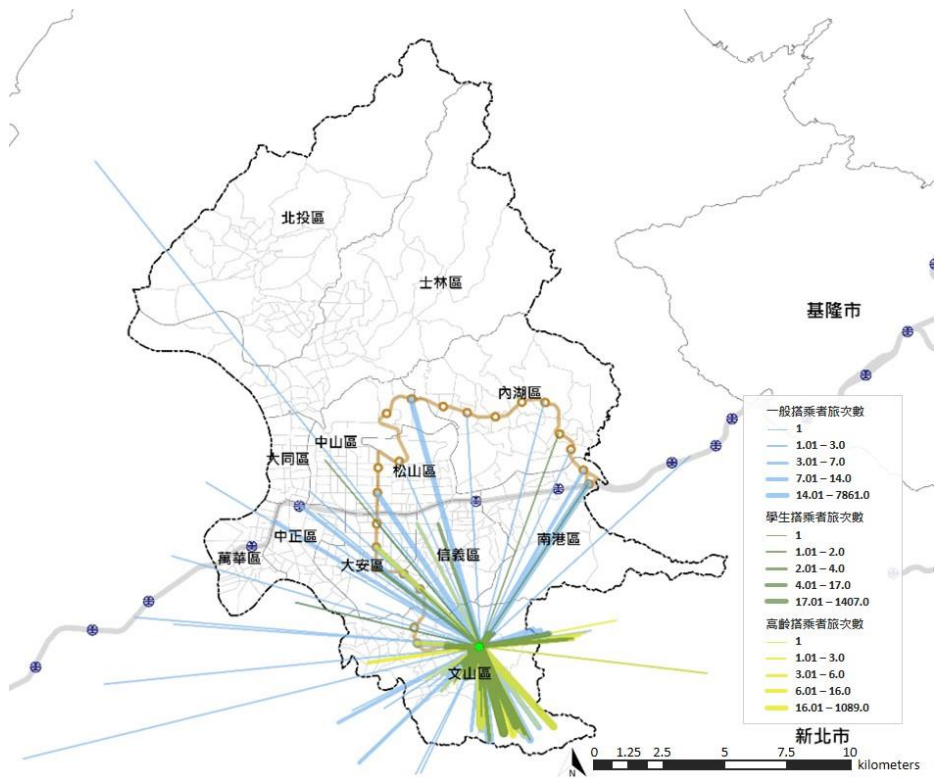 北投區
士林區
基隆市
內湖區
中山區
大同區
松山區
中正區
萬華區
大安區
信義區
南港區
文山區
一般搭乘者旅次數
1
1.01 – 3.0
3.01 – 7.0
7.01 – 14.0
14.01 – 7861.0
學生搭乘者旅次數
1
1.01 – 2.0
2.01 – 4.0
4.01 – 17.0
17.01 – 1407.0
高齡搭乘者旅次數
1
1.01 – 3.0
3.01 – 6.0
6.01 – 16.0
16.01 – 1089.0
新北市
N
0 1.25 2.5 5 7.5 10
kilometers